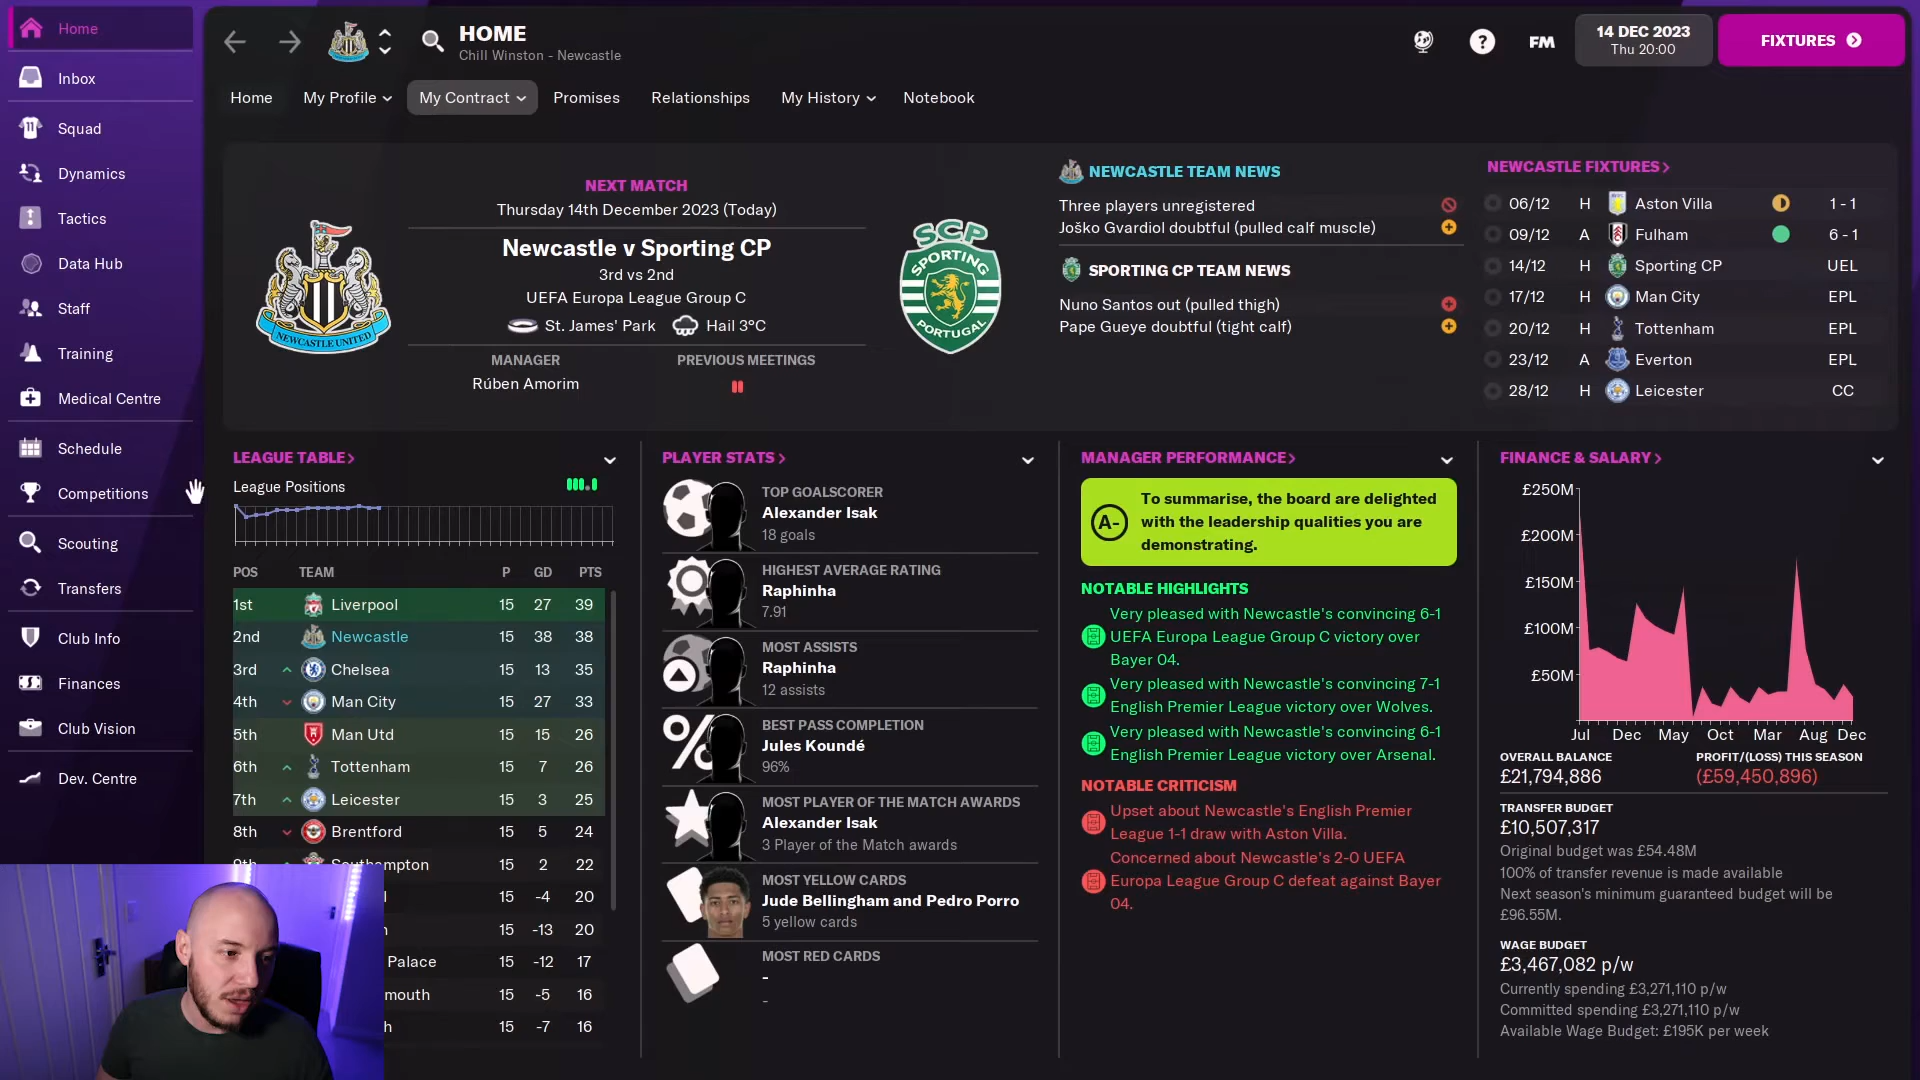 Home
Inbox
Squad
Dynamics
Tactics
Data Hub
Staff
Training
Medical Centre
Schedule
Competitions
Scouting
Transfers
Club Info
Finances
Club Vision
Dev. Centre
HOME
Chill Winston - Newcastle
FM
14 DEC 2023
Thu 20:00
FIXTURES
Home My Profile My Contract Promises Relationships My History Notebook
NEXT MATCH
Thursday 14th December 2023 (Today)
Newcastle v Sporting CP
3rd vs 2nd
UEFA Europa League Group C
St. James' Park Hail 3°C
MANAGER PREVIOUS MEETINGS
Rúben Amorim
NEWCASTLE UNITED
SCP
SPORTING
PORTUGAL
NEWCASTLE TEAM NEWS
Three players unregistered
Joško Gvardiol doubtful (pulled calf muscle)
SPORTING CP TEAM NEWS
Nuno Santos out (pulled thigh)
Pape Gueye doubtful (tight calf)
NEWCASTLE FIXTURES
06/12 H Aston Villa 1 - 1
09/12 A Fulham 6 - 1
14/12 H Sporting CP UEL
17/12 H Man City EPL
20/12 H Tottenham EPL
23/12 A Everton EPL
28/12 H Leicester CC
LEAGUE TABLE
League Positions
POS TEAM P GD PTS
1st Liverpool 15 27 39
2nd Newcastle 15 38 38
3rd Chelsea 15 13 35
4th Man City 15 27 33
5th Man Utd 15 15 26
6th Tottenham 15 7 26
7th Leicester 15 3 25
8th Brentford 15 5 24
9th Southampton 15 2 22
15 -4 20
15 -13 20
Palace 15 -12 17
mouth 15 -5 16
h 15 -7 16
PLAYER STATS
TOP GOALSCORER
Alexander Isak
18 goals
HIGHEST AVERAGE RATING
Raphinha
7.91
MOST ASSISTS
Raphinha
12 assists
BEST PASS COMPLETION
Jules Koundé
96%
MOST PLAYER OF THE MATCH AWARDS
Alexander Isak
3 Player of the Match awards
MOST YELLOW CARDS
Jude Bellingham and Pedro Porro
5 yellow cards
MOST RED CARDS
-
-
MANAGER PERFORMANCE
A-
To summarise, the board are delighted
with the leadership qualities you are
demonstrating.
NOTABLE HIGHLIGHTS
Very pleased with Newcastle's convincing 6-1
UEFA Europa League Group C victory over
Bayer 04.
Very pleased with Newcastle's convincing 7-1
English Premier League victory over Wolves.
Very pleased with Newcastle's convincing 6-1
English Premier League victory over Arsenal.
NOTABLE CRITICISM
Upset about Newcastle's English Premier
League 1-1 draw with Aston Villa.
Concerned about Newcastle's 2-0 UEFA
Europa League Group C defeat against Bayer
04.
FINANCE & SALARY
£250M
£200M
£150M
£100M
£50M
Jul Dec May Oct Mar Aug Dec
OVERALL BALANCE PROFIT/(LOSS) THIS SEASON
£21,794,886 (£59,450,896)
TRANSFER BUDGET
£10,507,317
Original budget was £54.48M
100% of transfer revenue is made available
Next season's minimum guaranteed budget will be
£96.55M.
WAGE BUDGET
£3,467,082 p/w
Currently spending £3,271,110 p/w
Committed spending £3,271,110 p/w
Available Wage Budget: £195K per week